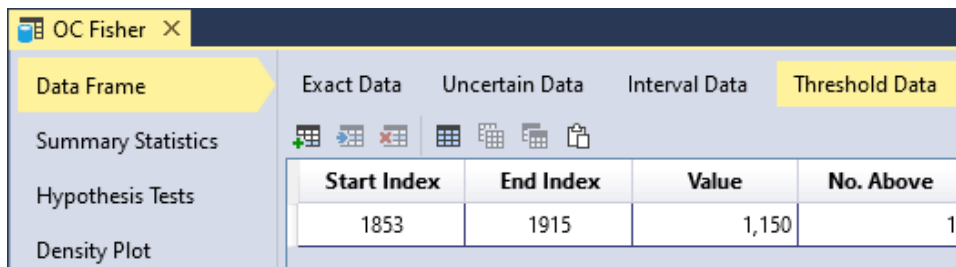 OC Fisher
Data Frame
Exact Data Uncertain Data Interval Data Threshold Data
Summary Statistics
Start Index End Index Value No. Above
Hypothesis Tests
1853 1915 1,150 1
Density Plot